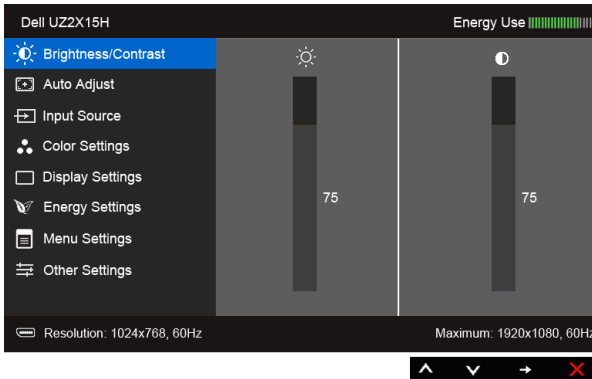 Dell UZ2X15H
Energy Use
Brightness/Contrast
Auto Adjust
Input Source
Color Settings
Display Settings
Energy Settings
Menu Settings
Other Settings
75
75
Resolution: 1024x768, 60Hz
Maximum: 1920x1080, 60Hz